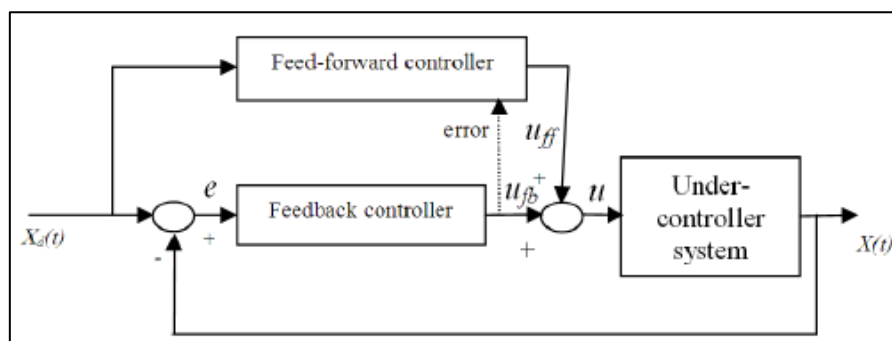 Feed-forward controller
error
u_ff
e
Feedback controller
u_fb
+
u
Under-
controller
system
X_d(t)
-
+
+
X(t)